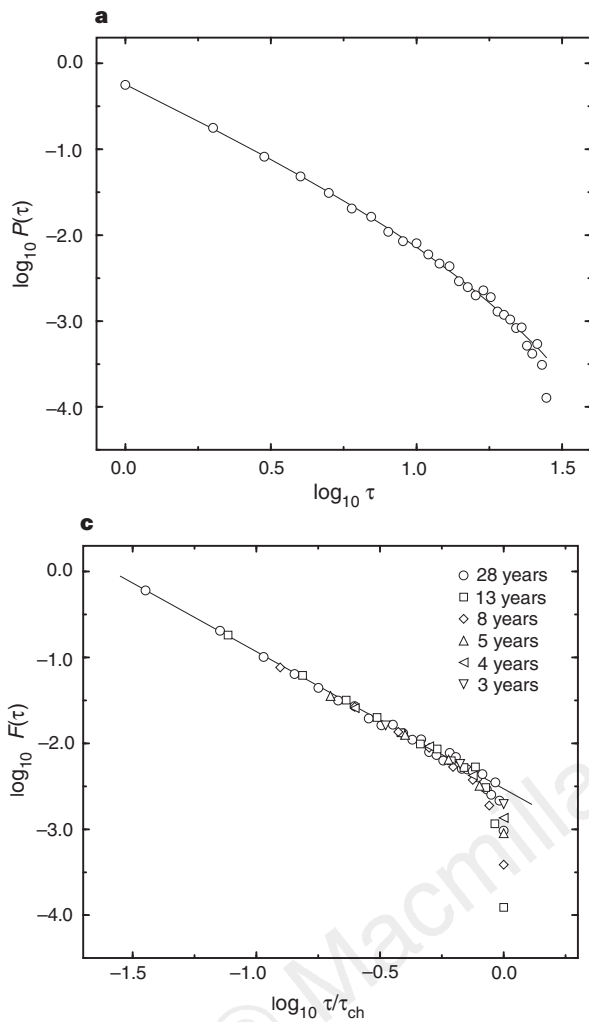 a
0.0
−1.0
−2.0
−3.0
−4.0
log10 P(τ)
0.0 0.5 1.0 1.5
log10 τ
c
0.0
−1.0
−2.0
−3.0
−4.0
log10 F(τ)
28 years
13 years
8 years
5 years
4 years
3 years
−1.5 −1.0 −0.5 0.0
log10 τ/τch
© Macmilla